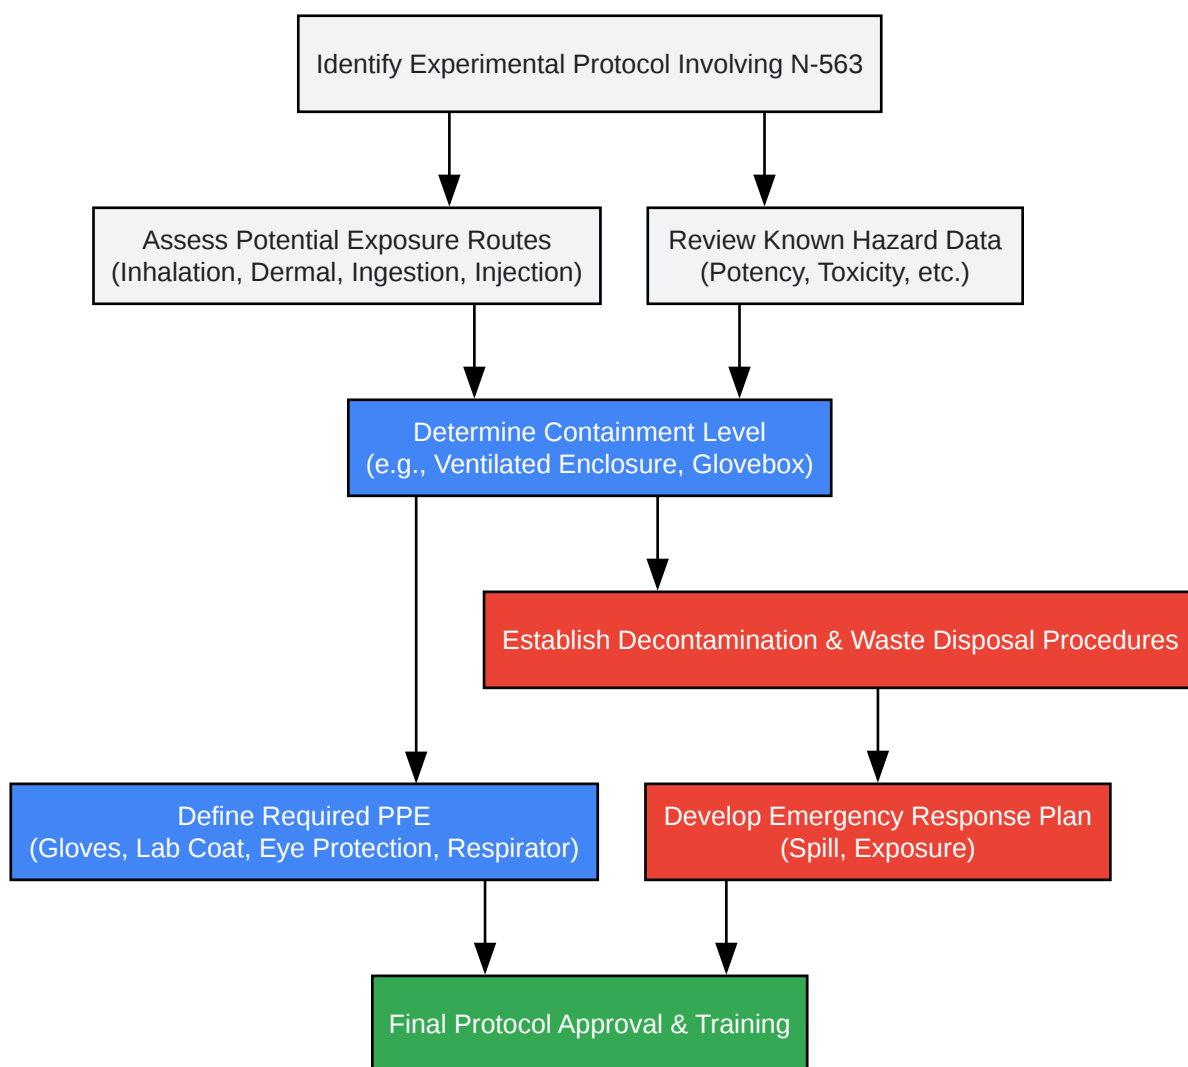 Identify Experimental Protocol Involving N-563
Assess Potential Exposure Routes
(Inhalation, Dermal, Ingestion, Injection)
Review Known Hazard Data
(Potency, Toxicity, etc.)
Determine Containment Level
(e.g., Ventilated Enclosure, Glovebox)
Establish Decontamination & Waste Disposal Procedures
Define Required PPE
(Gloves, Lab Coat, Eye Protection, Respirator)
Develop Emergency Response Plan
(Spill, Exposure)
Final Protocol Approval & Training